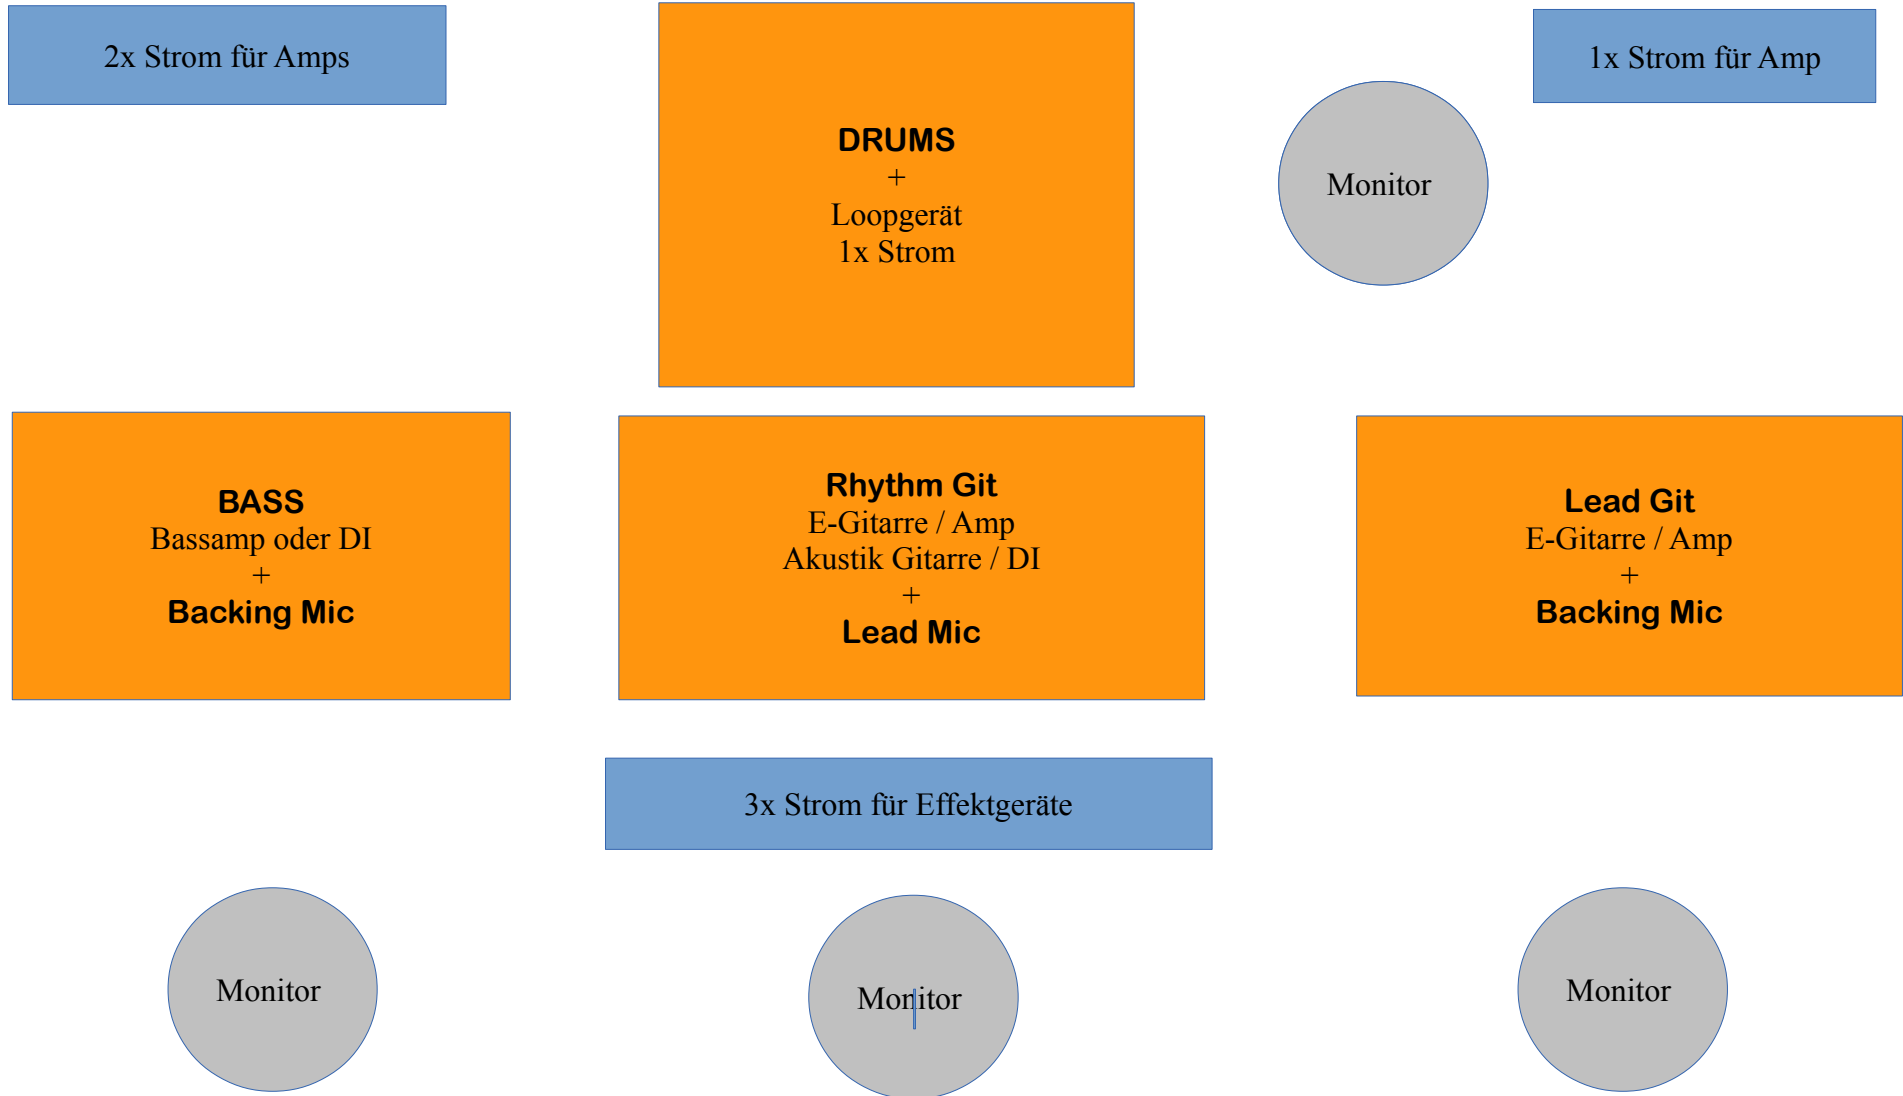 2x Strom für Amps
1x Strom für Amp
DRUMS
+
Loopgerät
1x Strom
Monitor
BASS
Bassamp oder DI
+
Backing Mic
Rhythm Git
E-Gitarre / Amp
Akustik Gitarre / DI
+
Lead Mic
Lead Git
E-Gitarre / Amp
+
Backing Mic
3x Strom für Effektgeräte
Monitor
Monitor
Monitor